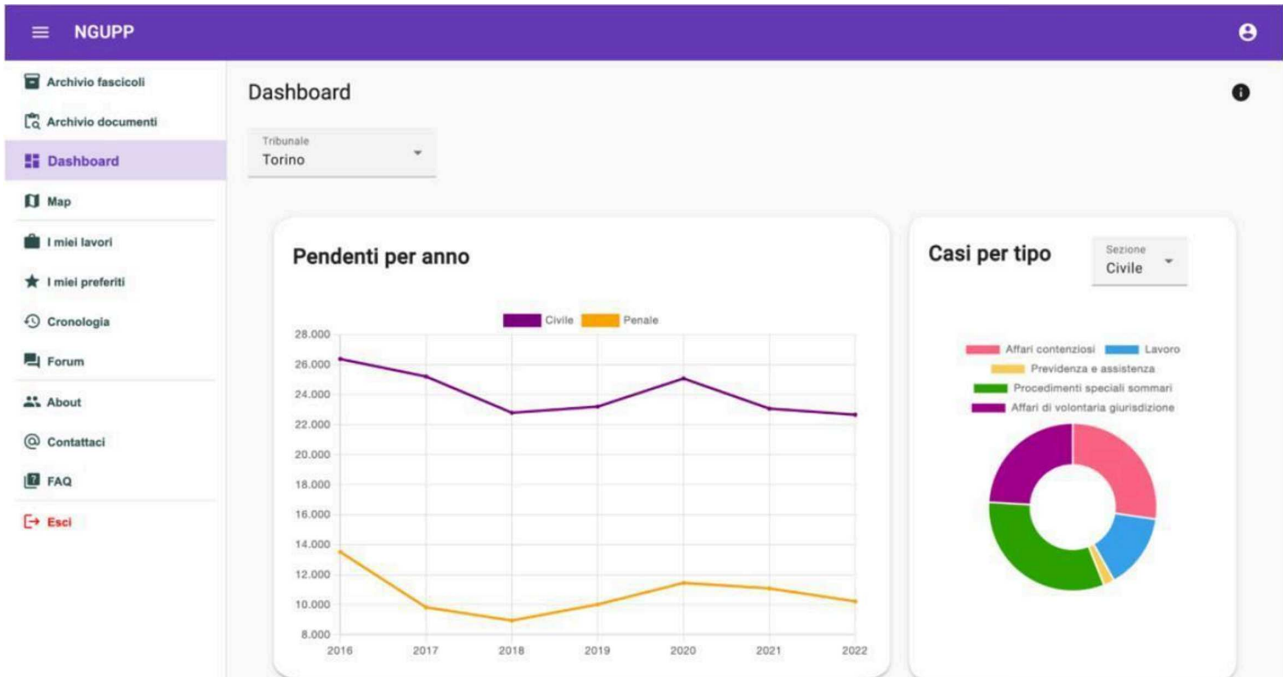 NGUPP
Archivio fascicoli
Archivio documenti
Dashboard
Map
I miei lavori
I miei preferiti
Cronologia
Forum
About
Contattaci
FAQ
Esci
Dashboard
Tribunale
Torino
Pendenti per anno
Civile Penale
28.000
26.000
24.000
22.000
20.000
18.000
16.000
14.000
12.000
10.000
8.000
2016 2017 2018 2019 2020 2021 2022
Casi per tipo
Sezione
Civile
Affari contenziosi Lavoro
Previdenza e assistenza
Procedimenti speciali sommari
Affari di volontaria giurisdizione